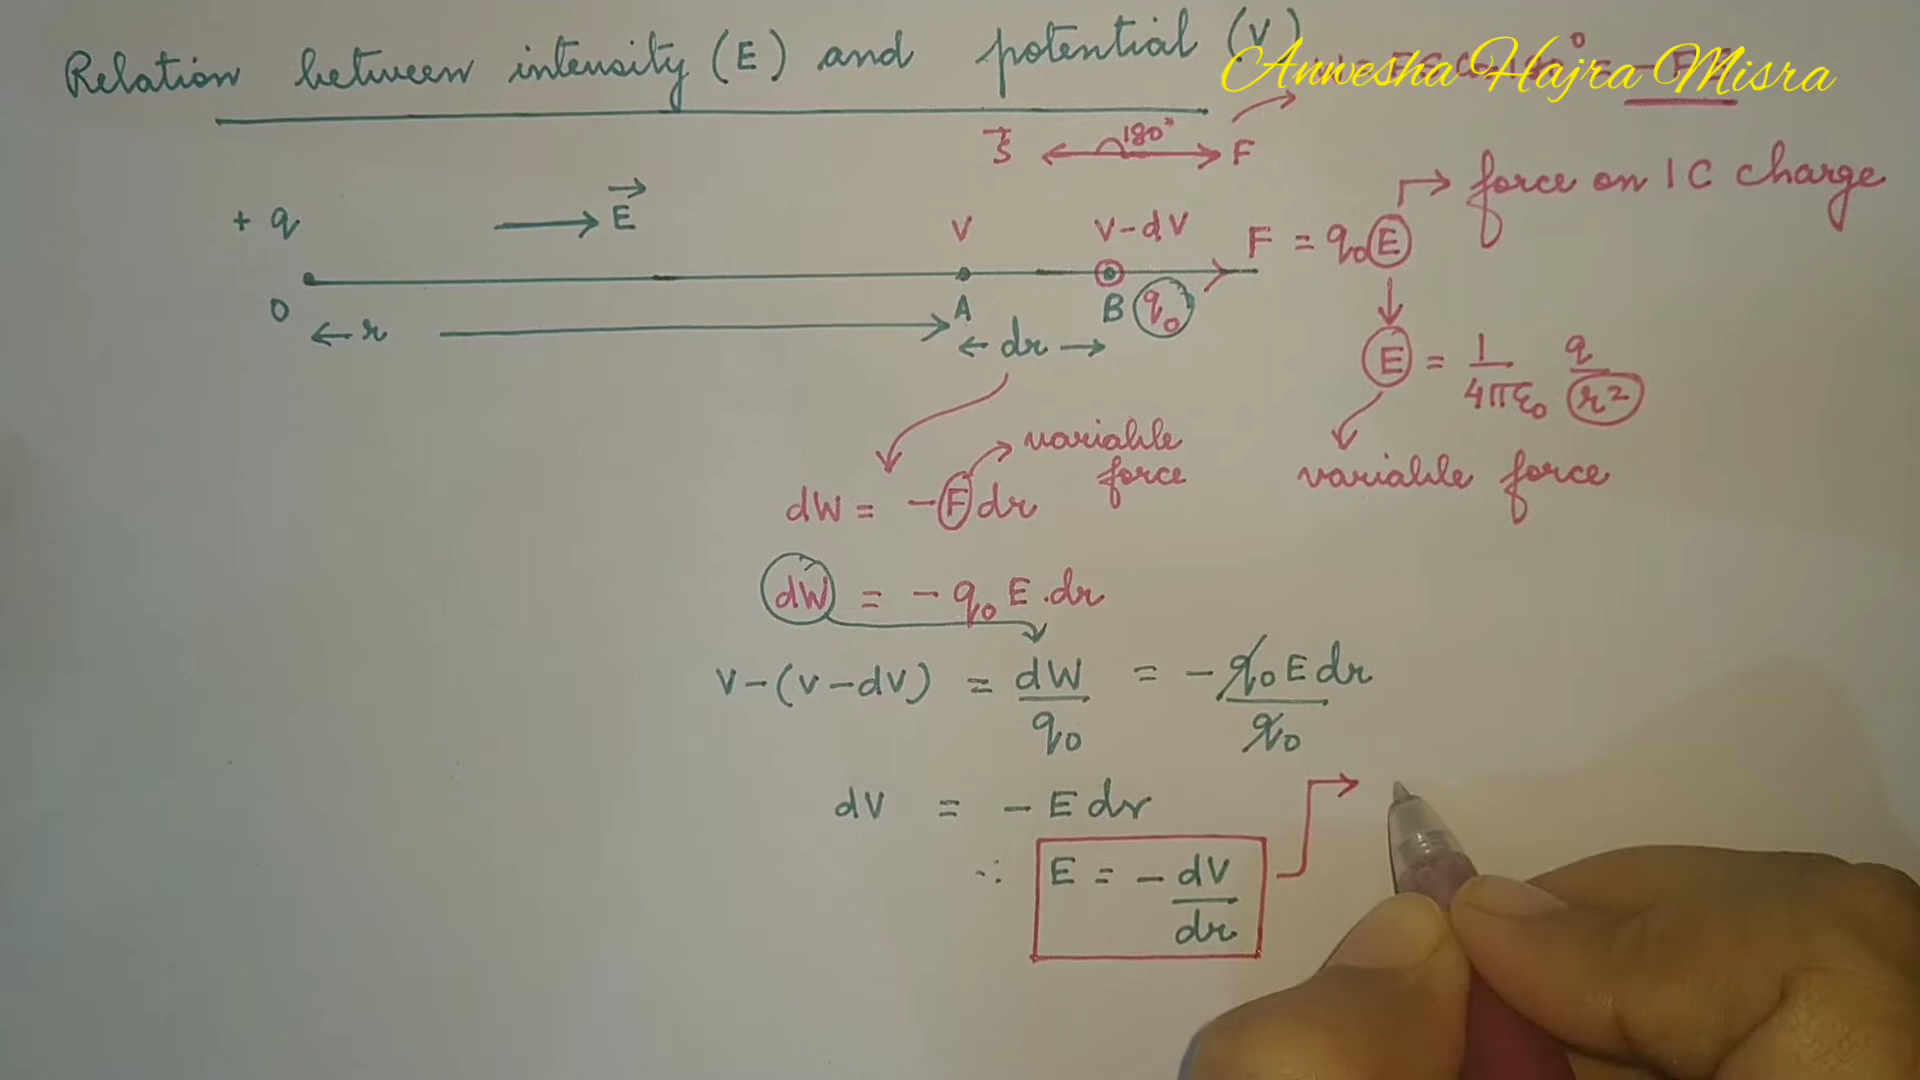 Relation between intensity (E) and potential (V)
Anwesha Hajra Misra
→S 180° F
force on 1 C charge
+ q →E V V-dV F = q₀E
O A B q₀
r dr
E = 1/4πε₀ q/r²
variable force
variable force
dW = -F dr
dW = - q₀ E . dr
V-(V-dV) = dW/q₀ = - q₀ E dr/q₀
dV = - E dr
∴ E = - dV/dr